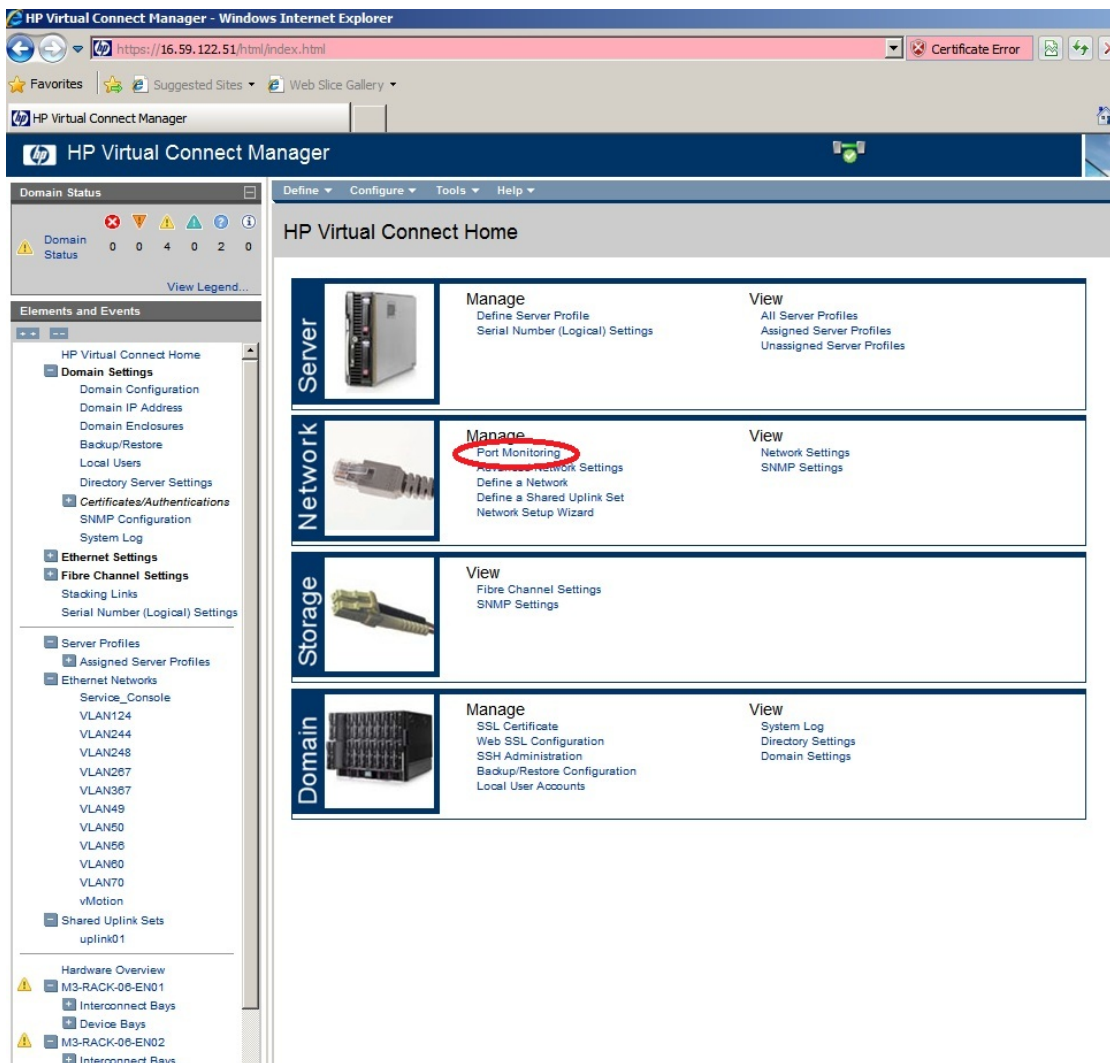 HP Virtual Connect Manager - Windows Internet Explorer
https://16.59.122.51/html/index.html
Certificate Error
Favorites
Suggested Sites
Web Slice Gallery
HP Virtual Connect Manager
hp HP Virtual Connect Manager
Domain Status
Domain Status 0 0 4 0 2 0
View Legend...
Elements and Events
HP Virtual Connect Home
Domain Settings
Domain Configuration
Domain IP Address
Domain Enclosures
Backup/Restore
Local Users
Directory Server Settings
Certificates/Authentications
SNMP Configuration
System Log
Ethernet Settings
Fibre Channel Settings
Stacking Links
Serial Number (Logical) Settings
Server Profiles
Assigned Server Profiles
Ethernet Networks
Service_Console
VLAN124
VLAN244
VLAN248
VLAN267
VLAN367
VLAN49
VLAN50
VLAN56
VLAN60
VLAN70
vMotion
Shared Uplink Sets
uplink01
Hardware Overview
M3-RACK-06-EN01
Interconnect Bays
Device Bays
M3-RACK-06-EN02
Interconnect Bays
Define Configure Tools Help
HP Virtual Connect Home
Server
Manage
Define Server Profile
Serial Number (Logical) Settings
View
All Server Profiles
Assigned Server Profiles
Unassigned Server Profiles
Network
Manage
Port Monitoring
Advanced Network Settings
Define a Network
Define a Shared Uplink Set
Network Setup Wizard
View
Network Settings
SNMP Settings
Storage
View
Fibre Channel Settings
SNMP Settings
Domain
Manage
SSL Certificate
Web SSL Configuration
SSH Administration
Backup/Restore Configuration
Local User Accounts
View
System Log
Directory Settings
Domain Settings